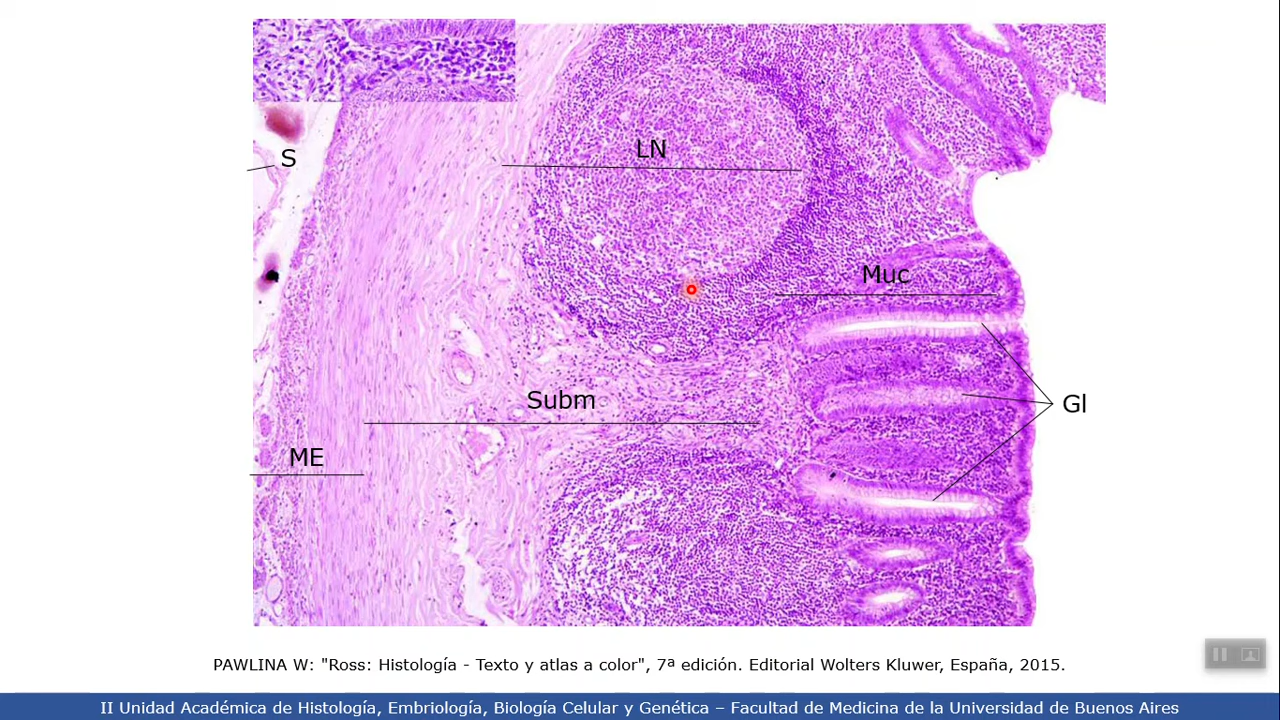 LN
S
Muc
Subm
Gl
ME
PAWLINA W: "Ross: Histología - Texto y atlas a color", 7ª edición. Editorial Wolters Kluwer, España, 2015.
II Unidad Académica de Histología, Embriología, Biología Celular y Genética – Facultad de Medicina de la Universidad de Buenos Aires